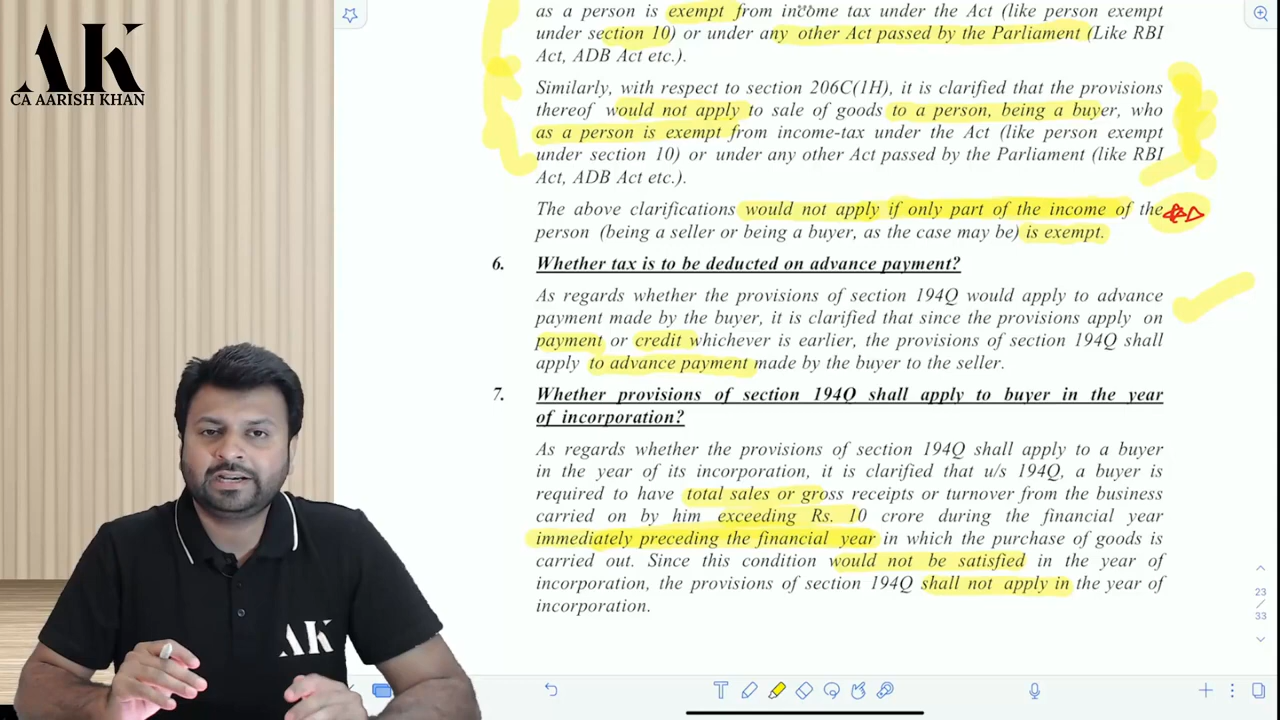 as a person is exempt from income tax under the Act (like person exempt
under section 10) or under any other Act passed by the Parliament (Like RBI
Act, ADB Act etc.).
Similarly, with respect to section 206C(1H), it is clarified that the provisions
thereof would not apply to sale of goods to a person, being a buyer, who
as a person is exempt from income-tax under the Act (like person exempt
under section 10) or under any other Act passed by the Parliament (like RBI
Act, ADB Act etc.).
The above clarifications would not apply if only part of the income of the
person (being a seller or being a buyer, as the case may be) is exempt.
6. Whether tax is to be deducted on advance payment?
As regards whether the provisions of section 194Q would apply to advance
payment made by the buyer, it is clarified that since the provisions apply on
payment or credit whichever is earlier, the provisions of section 194Q shall
apply to advance payment made by the buyer to the seller.
7. Whether provisions of section 194Q shall apply to buyer in the year
of incorporation?
As regards whether the provisions of section 194Q shall apply to a buyer
in the year of its incorporation, it is clarified that u/s 194Q, a buyer is
required to have total sales or gross receipts or turnover from the business
carried on by him exceeding Rs. 10 crore during the financial year
immediately preceding the financial year in which the purchase of goods is
carried out. Since this condition would not be satisfied in the year of
incorporation, the provisions of section 194Q shall not apply in the year of
incorporation.
AK
CA AARISH KHAN
AK
23
/
33
T